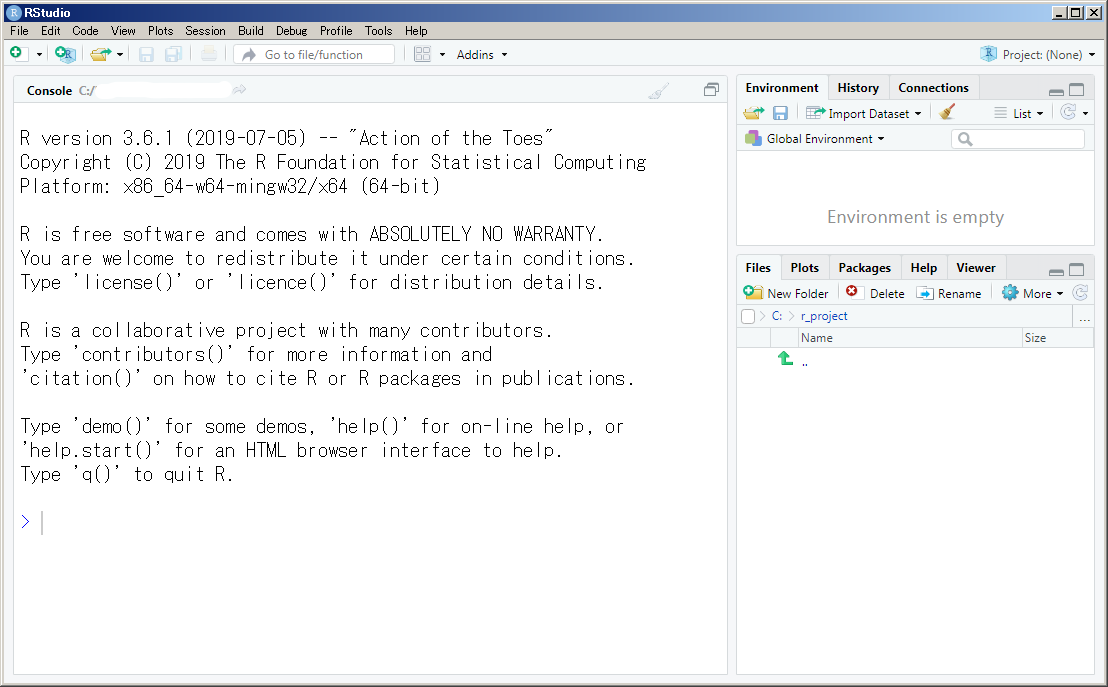 RStudio
File Edit Code View Plots Session Build Debug Profile Tools Help
Go to file/function Addins Project: (None)
Console C:/
R version 3.6.1 (2019-07-05) -- "Action of the Toes"
Copyright (C) 2019 The R Foundation for Statistical Computing
Platform: x86_64-w64-mingw32/x64 (64-bit)
R is free software and comes with ABSOLUTELY NO WARRANTY.
You are welcome to redistribute it under certain conditions.
Type 'license()' or 'licence()' for distribution details.
R is a collaborative project with many contributors.
Type 'contributors()' for more information and
'citation()' on how to cite R or R packages in publications.
Type 'demo()' for some demos, 'help()' for on-line help, or
'help.start()' for an HTML browser interface to help.
Type 'q()' to quit R.
>
Environment History Connections
Import Dataset List
Global Environment
Environment is empty
Files Plots Packages Help Viewer
New Folder Delete Rename More
C: r_project ...
Name Size
..